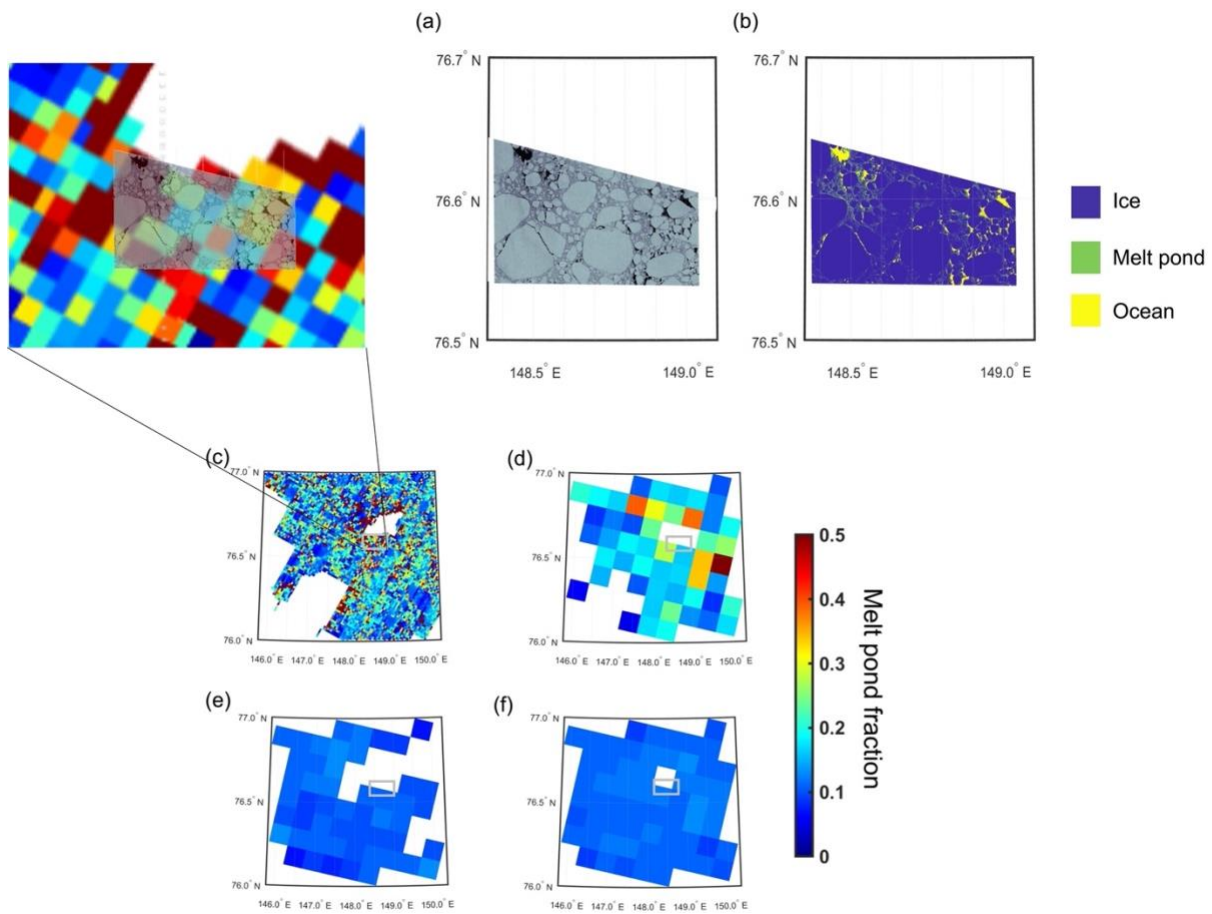 (a)
(b)
76.7° N
76.6° N
76.5° N
148.5° E
149.0° E
76.7° N
76.6° N
76.5° N
148.5° E
149.0° E
Ice
Melt pond
Ocean
(c)
77.0° N
76.5° N
76.0° N
146.0° E 147.0° E 148.0° E 149.0° E 150.0° E
(d)
77.0° N
76.5° N
76.0° N
146.0° E 147.0° E 148.0° E 149.0° E 150.0° E
(e)
77.0° N
76.5° N
76.0° N
146.0° E 147.0° E 148.0° E 149.0° E 150.0° E
(f)
77.0° N
76.5° N
76.0° N
146.0° E 147.0° E 148.0° E 149.0° E 150.0° E
0.5
0.4
0.3
0.2
0.1
0
Melt pond fraction